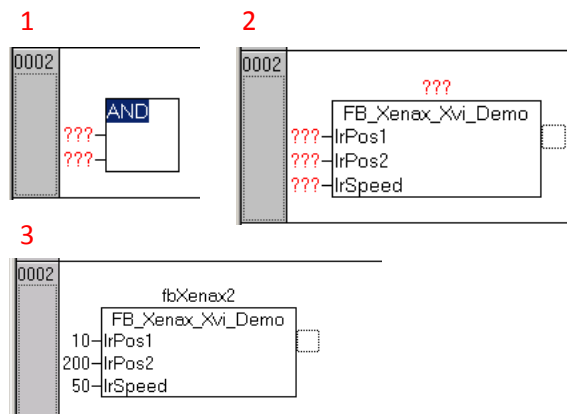 1
0002
AND
???
???
2
0002
???
FB_Xenax_Xvi_Demo
???-lrPos1
???-lrPos2
???-lrSpeed
3
0002
fbXenax2
FB_Xenax_Xvi_Demo
10-lrPos1
200-lrPos2
50-lrSpeed